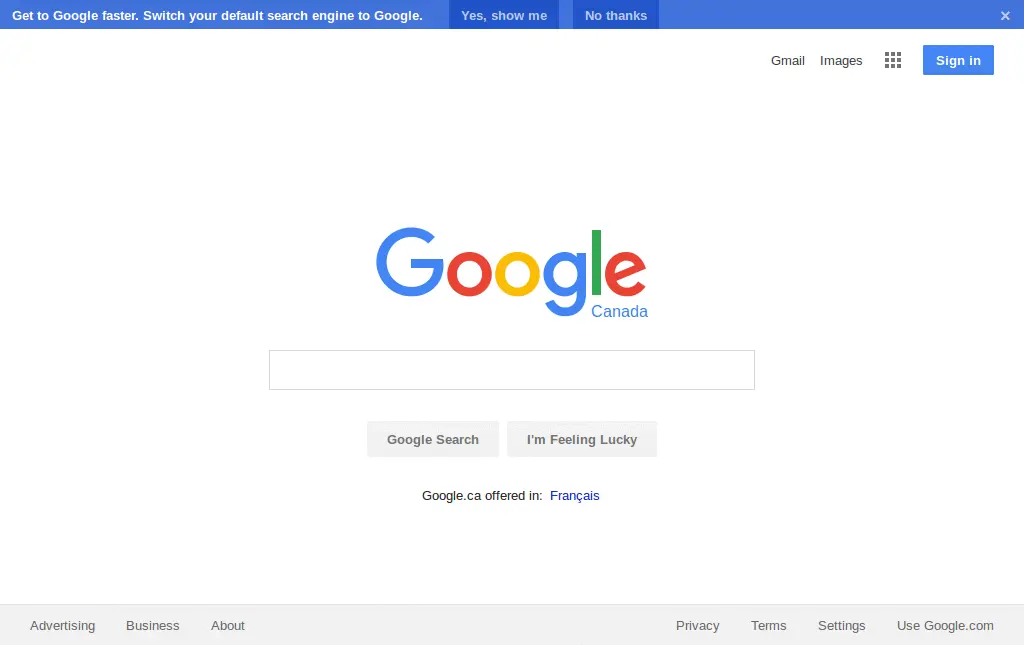 Get to Google faster. Switch your default search engine to Google. Yes, show me No thanks ×
Gmail Images Sign in
Google
Canada
Google Search I'm Feeling Lucky
Google.ca offered in: Français
Advertising Business About Privacy Terms Settings Use Google.com